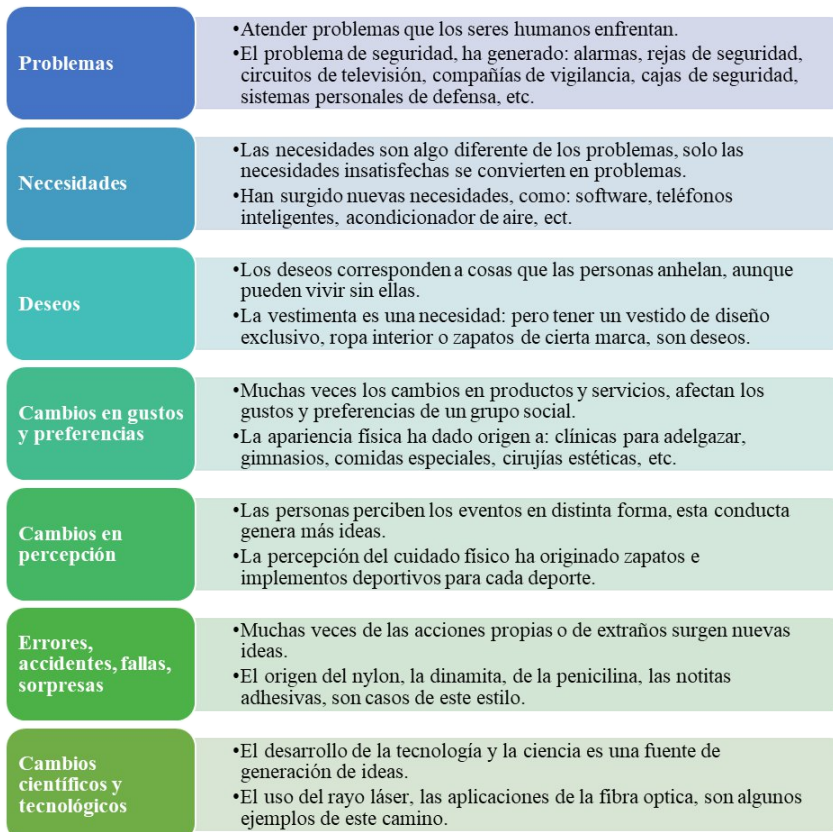 Problemas
•Atender problemas que los seres humanos enfrentan.
•El problema de seguridad, ha generado: alarmas, rejas de seguridad,
circuitos de televisión, compañías de vigilancia, cajas de seguridad,
sistemas personales de defensa, etc.
Necesidades
•Las necesidades son algo diferente de los problemas, solo las
necesidades insatisfechas se convierten en problemas.
•Han surgido nuevas necesidades, como: software, teléfonos
inteligentes, acondicionador de aire, ect.
Deseos
•Los deseos corresponden a cosas que las personas anhelan, aunque
pueden vivir sin ellas.
•La vestimenta es una necesidad: pero tener un vestido de diseño
exclusivo, ropa interior o zapatos de cierta marca, son deseos.
Cambios en gustos
y preferencias
•Muchas veces los cambios en productos y servicios, afectan los
gustos y preferencias de un grupo social.
•La apariencia física ha dado origen a: clínicas para adelgazar,
gimnasios, comidas especiales, cirujías estéticas, etc.
Cambios en
percepción
•Las personas perciben los eventos en distinta forma, esta conducta
genera más ideas.
•La percepción del cuidado físico ha originado zapatos e
implementos deportivos para cada deporte.
Errores,
accidentes, fallas,
sorpresas
•Muchas veces de las acciones propias o de extraños surgen nuevas
ideas.
•El origen del nylon, la dinamita, de la penicilina, las notitas
adhesivas, son casos de este estilo.
Cambios
científicos y
tecnológicos
•El desarrollo de la tecnología y la ciencia es una fuente de
generación de ideas.
•El uso del rayo láser, las aplicaciones de la fibra optica, son algunos
ejemplos de este camino.